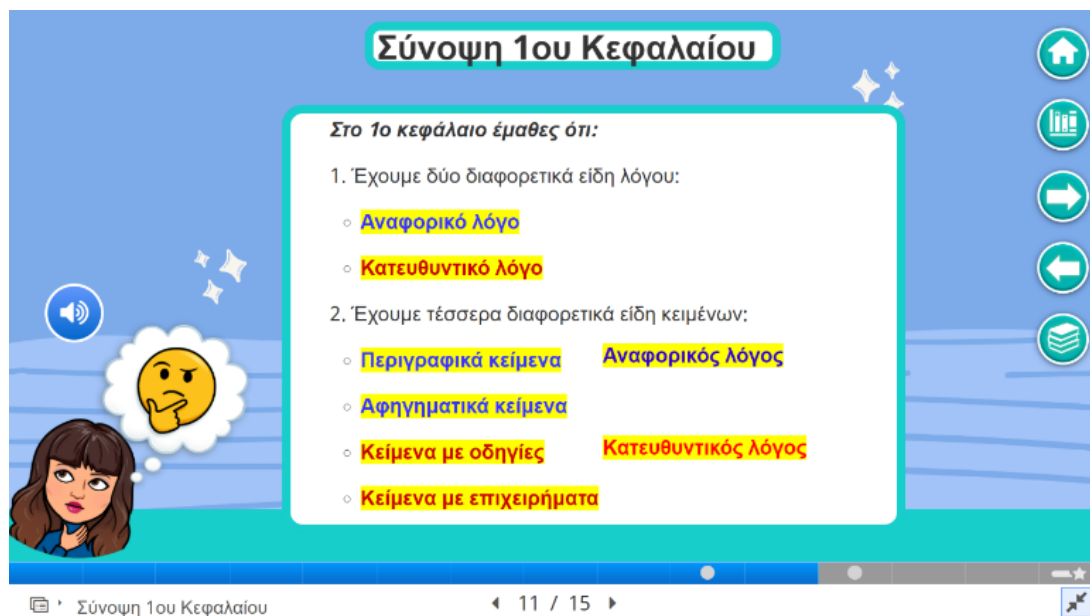 Σύνοψη 1ου Κεφαλαίου
Στο 1ο κεφάλαιο έμαθες ότι:
1. Έχουμε δύο διαφορετικά είδη λόγου:
Αναφορικό λόγο
Κατευθυντικό λόγο
2. Έχουμε τέσσερα διαφορετικά είδη κειμένων:
Περιγραφικά κείμενα Αναφορικός λόγος
Αφηγηματικά κείμενα
Κείμενα με οδηγίες Κατευθυντικός λόγος
Κείμενα με επιχειρήματα
Σύνοψη 1ου Κεφαλαίου 11 / 15